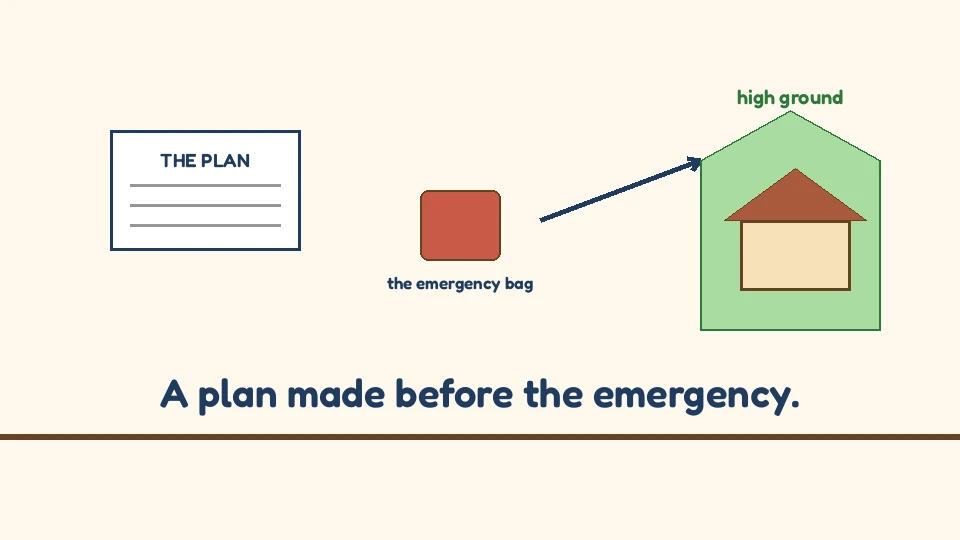 high ground
THE PLAN
the emergency bag
A plan made before the emergency.